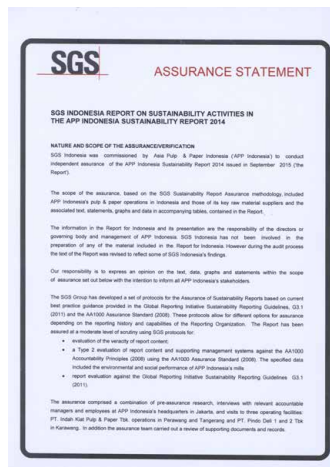 SGS
ASSURANCE STATEMENT
SGS INDONESIA REPORT ON SUSTAINABILITY ACTIVITIES IN
THE APP INDONESIA SUSTAINABILITY REPORT 2014
NATURE AND SCOPE OF THE ASSURANCE/VERIFICATION
SGS Indonesia was commissioned by Asia Pulp & Paper Indonesia ('APP Indonesia') to conduct
independent assurance of the APP Indonesia Sustainability Report 2014 issued in September 2015 ('the
Report').
The scope of the assurance, based on the SGS Sustainability Report Assurance methodology, included
APP Indonesia's pulp & paper operations in Indonesia and those of its key raw material suppliers and the
associated text, statements, graphs and data in accompanying tables, contained in the Report.
The information in the Report for Indonesia and its presentation are the responsibility of the directors or
governing body and management of APP Indonesia. SGS Indonesia has not been involved in the
preparation of any of the material included in the Report for Indonesia. However during the audit process
the text of the Report was revised to reflect some of SGS Indonesia's findings.
Our responsibility is to express an opinion on the text, data, graphs and statements within the scope
of assurance set out below with the intention to inform all APP Indonesia's stakeholders.
The SGS Group has developed a set of protocols for the Assurance of Sustainability Reports based on current
best practice guidance provided in the Global Reporting Initiative Sustainability Reporting Guidelines, G3.1
(2011) and the AA1000 Assurance Standard (2008). These protocols allow for different options for assurance
depending on the reporting history and capabilities of the Reporting Organization. The Report has been
assured at a moderate level of scrutiny using SGS protocols for:
• evaluation of the veracity of report content;
• a Type 2 evaluation of report content and supporting management systems against the AA1000
Accountability Principles (2008) using the AA1000 Assurance Standard (2008). The specified data
included the environmental and social performance of APP Indonesia's mills
• report evaluation against the Global Reporting Initiative Sustainability Reporting Guidelines G3.1
(2011).
The assurance comprised a combination of pre-assurance research, interviews with relevant accountable
managers and employees at APP Indonesia's headquarters in Jakarta, and visits to three operating facilities:
PT. Indah Kiat Pulp & Paper Tbk. operations in Perawang and Tangerang and PT. Pindo Deli 1 and 2 Tbk
in Karawang. In addition the assurance team carried out a review of supporting documents and records.